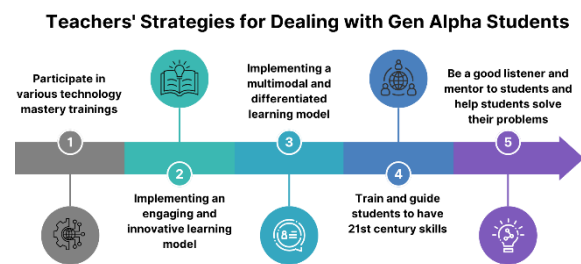 Teachers' Strategies for Dealing with Gen Alpha Students
Participate in
various technology
mastery trainings
1
2
Implementing an
engaging and
innovative learning
model
Implementing a
multimodal and
differentiated
learning model
3
4
Train and guide
students to have
21st century skills
Be a good listener and
mentor to students and
help students solve
their problems
5